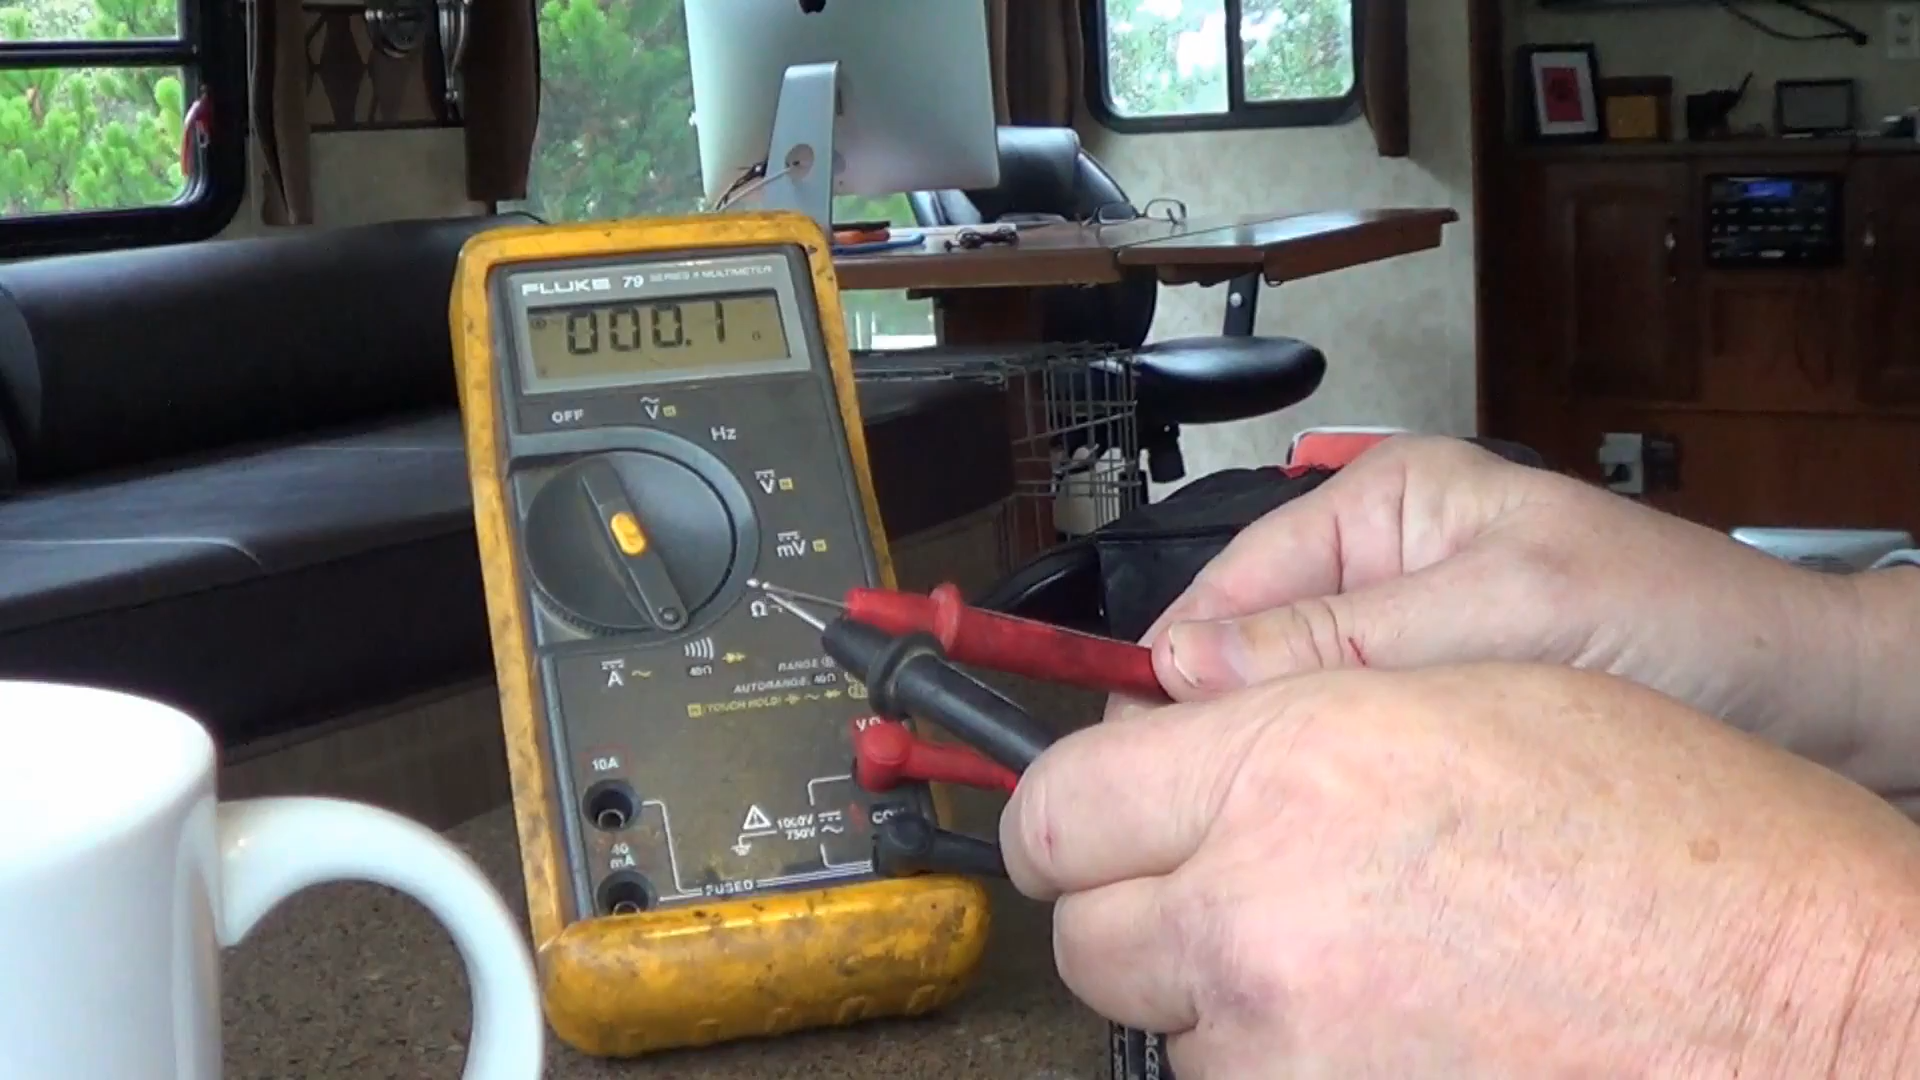 FLUKE 79 SERIES II MULTIMETER
000.1
OFF
Ṽ
Hz
V
mV
Ω
40Ω
A
RANGE
AUTORANGE, 40Ω
TOUCH HOLD:
10A
1000V
750V
40
mA
FUSED